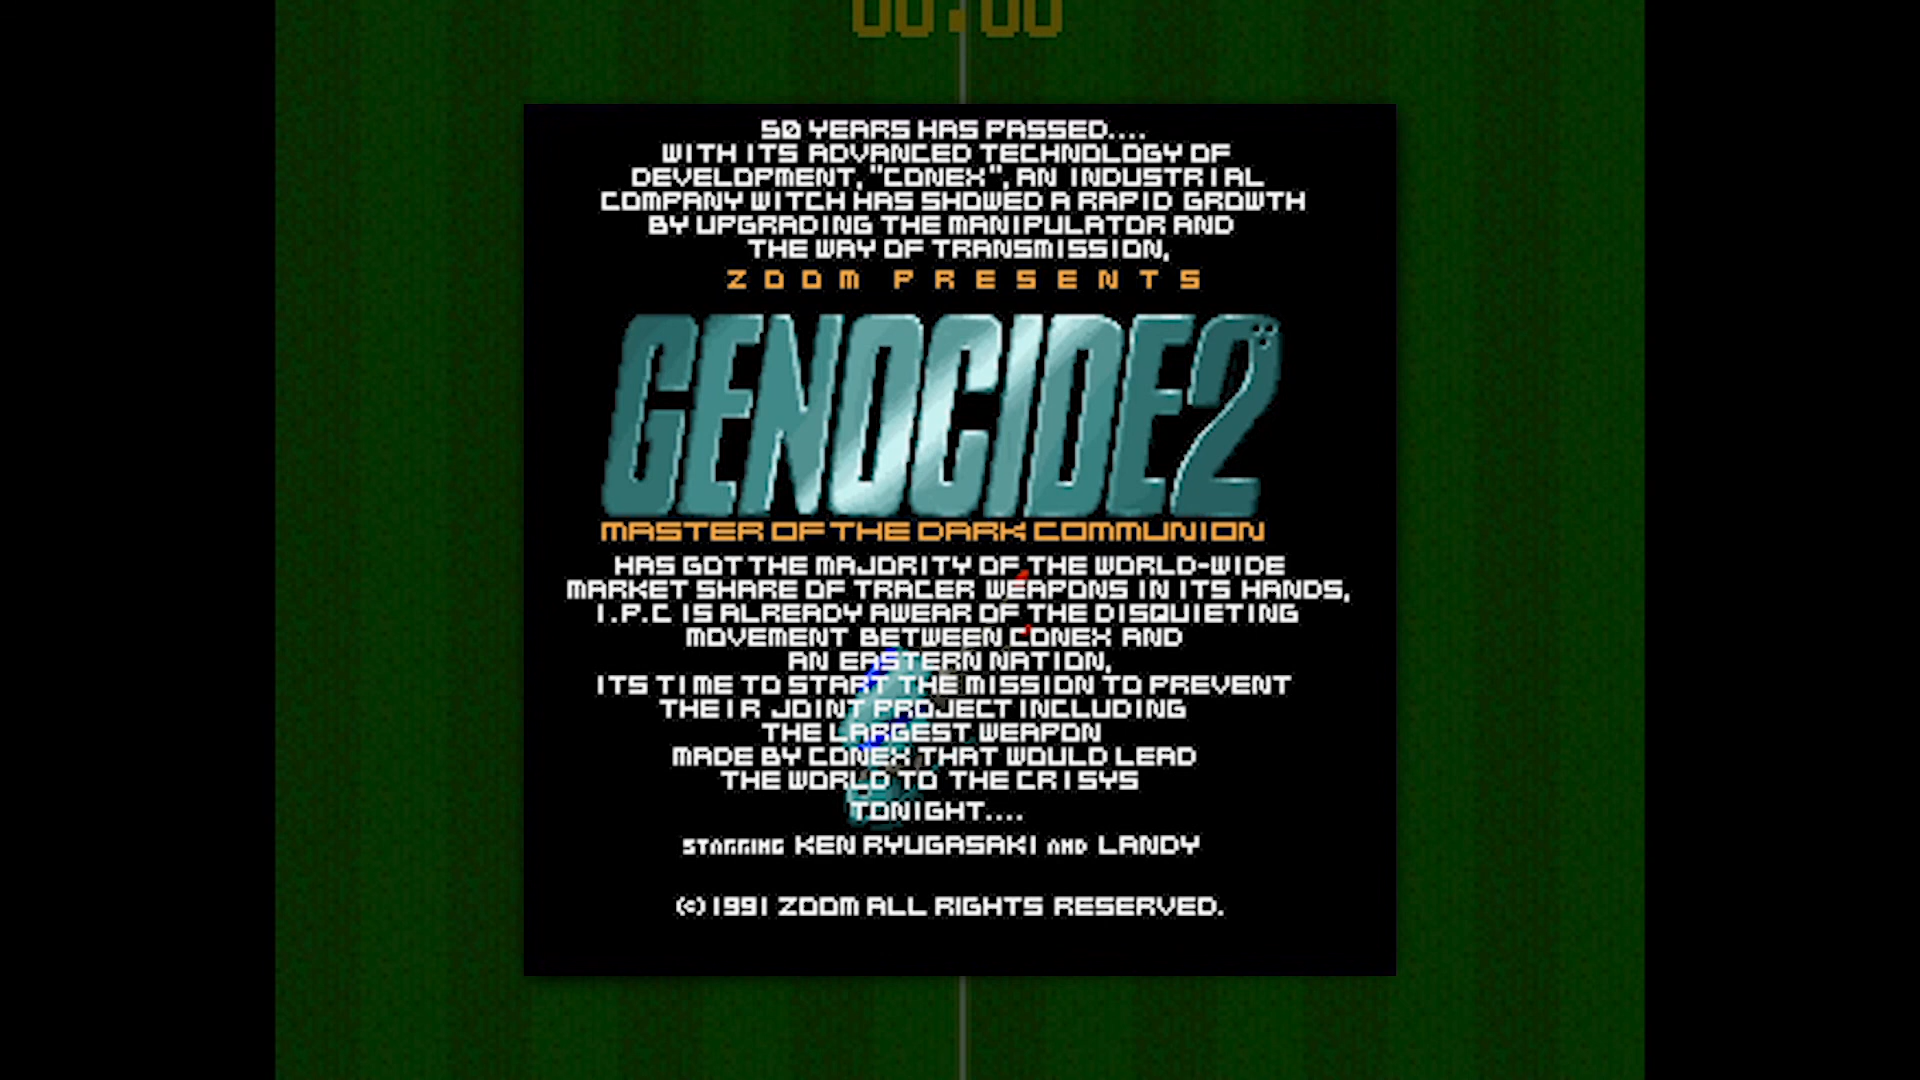 00:00
50 YEARS HAS PASSED....
WITH ITS ADVANCED TECHNOLOGY OF
DEVELOPMENT, "CONEX", AN INDUSTRIAL
COMPANY WITCH HAS SHOWED A RAPID GROWTH
BY UPGRADING THE MANIPULATOR AND
THE WAY OF TRANSMISSION,
ZOOM PRESENTS
GENOCIDE2
MASTER OF THE DARK COMMUNION
HAS GOT THE MAJORITY OF THE WORLD-WIDE
MARKET SHARE OF TRACER WEAPONS IN ITS HANDS,
I.P.C IS ALREADY AWEAR OF THE DISQUIETING
MOVEMENT BETWEEN CONEX AND
AN EASTERN NATION,
ITS TIME TO START THE MISSION TO PREVENT
THEIR JOINT PROJECT INCLUDING
THE LARGEST WEAPON
MADE BY CONEX THAT WOULD LEAD
THE WORLD TO THE CRISYS
TONIGHT....
STARRING KEN RYUGASAKI AND LANDY
(C)1991 ZOOM ALL RIGHTS RESERVED.